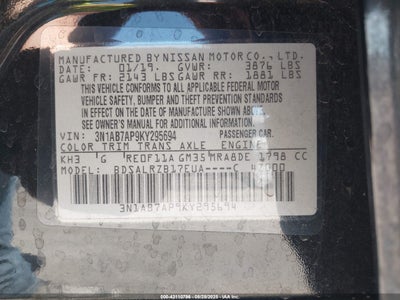 MANUFACTURED BY NISSAN MOTOR CO., LTD.
DATE: 01/19. GVWR: 3876 LBS
GAWR FR: 2143 LBS GAWR RR: 1881 LBS
THIS VEHICLE CONFORMS TO ALL APPLICABLE FEDERAL MOTOR
VEHICLE SAFETY, BUMPER AND THEFT PREVENTION STANDARDS
IN EFFECT ON THE DATE OF MANUFACTURE SHOWN ABOVE.
SEE OWNER'S MANUAL FOR ADDITIONAL INFORMATION.
VIN: 3N1AB7AP9KY295694 PASSENGER CAR.
COLOR TRIM TRANS AXLE ENGINE
KH3 'G RE0F11A GM35 MRA8DE 1798 CC
MODEL: BDSALRZB17EUA----C
3N1AB7AP9KY295694